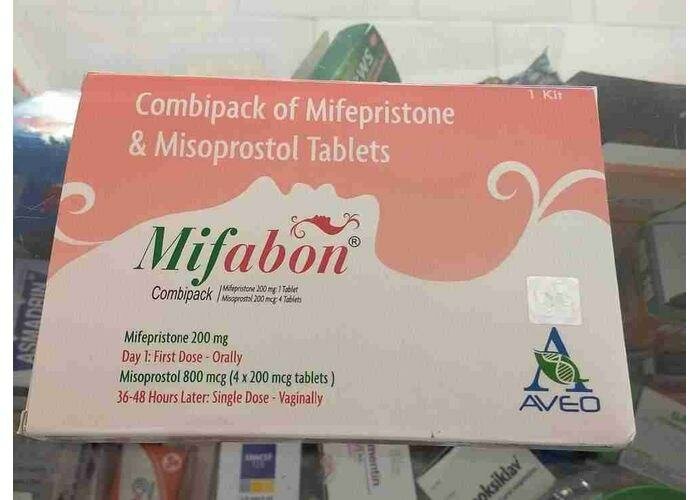 1 Kit
Combipack of Mifepristone
& Misoprostol Tablets
Mifabon®
Combipack
Mifepristone 200 mg: 1 Tablet
Misoprostol 200 mcg: 4 Tablets
Mifepristone 200 mg
Day 1: First Dose - Orally
Misoprostol 800 mcg (4 x 200 mcg tablets )
36-48 Hours Later: Single Dose - Vaginally
AVEO
ASMADRIN